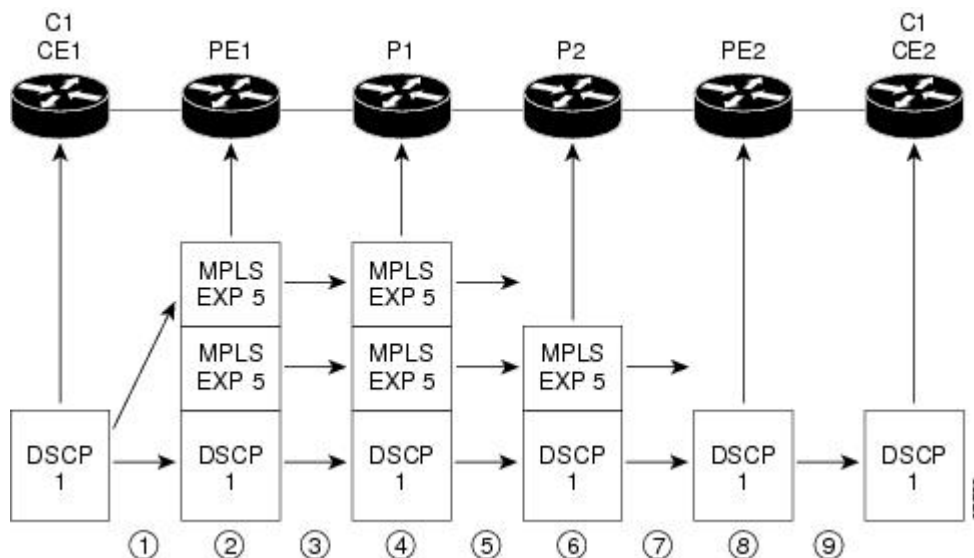 C1
CE1
PE1
P1
P2
PE2
C1
CE2
MPLS
EXP 5
MPLS
EXP 5
MPLS
EXP 5
MPLS
EXP 5
MPLS
EXP 5
DSCP
1
DSCP
1
DSCP
1
DSCP
1
DSCP
1
DSCP
1
① ② ③ ④ ⑤ ⑥ ⑦ ⑧ ⑨